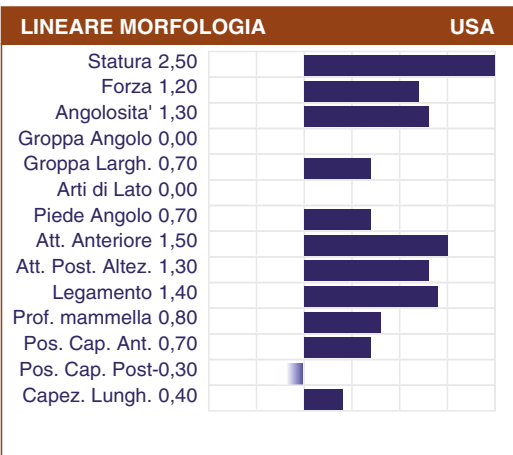 LINEARE MORFOLOGIA USA
Statura 2,50
Forza 1,20
Angolosita' 1,30
Groppa Angolo 0,00
Groppa Largh. 0,70
Arti di Lato 0,00
Piede Angolo 0,70
Att. Anteriore 1,50
Att. Post. Altez. 1,30
Legamento 1,40
Prof. mammella 0,80
Pos. Cap. Ant. 0,70
Pos. Cap. Post-0,30
Capez. Lungh. 0,40